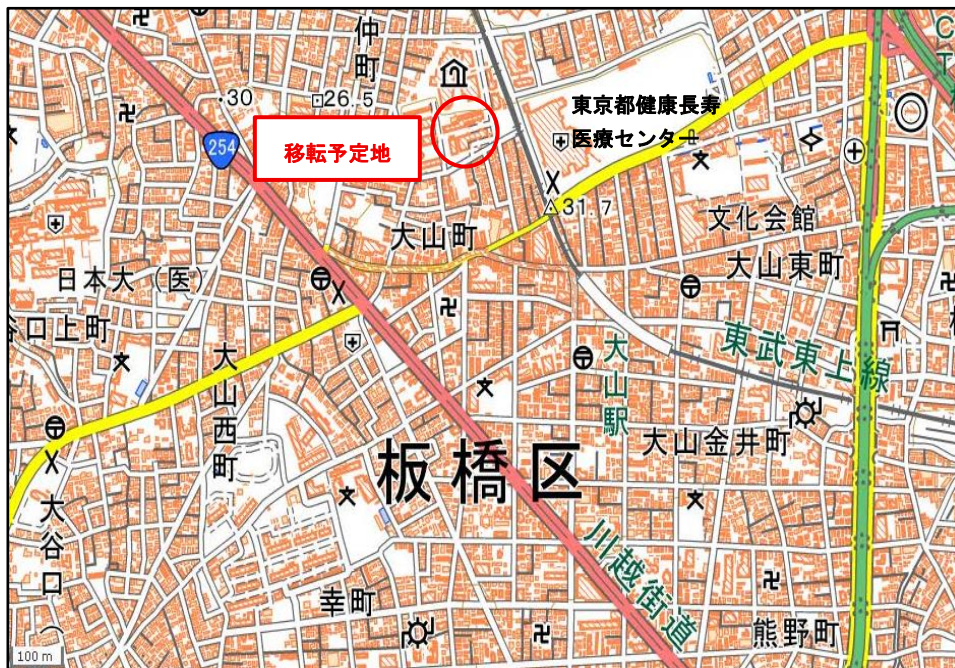 仲町
C
T
・30
26.5
東京都健康長寿
医療センター
移転予定地
254
31.7
大山町
文化会館
大山東町
日本大(医)
谷口上町
大山西町
大山駅
東武東上線
大山金井町
板橋区
大谷口
川越街道
幸町
熊野町
100 m